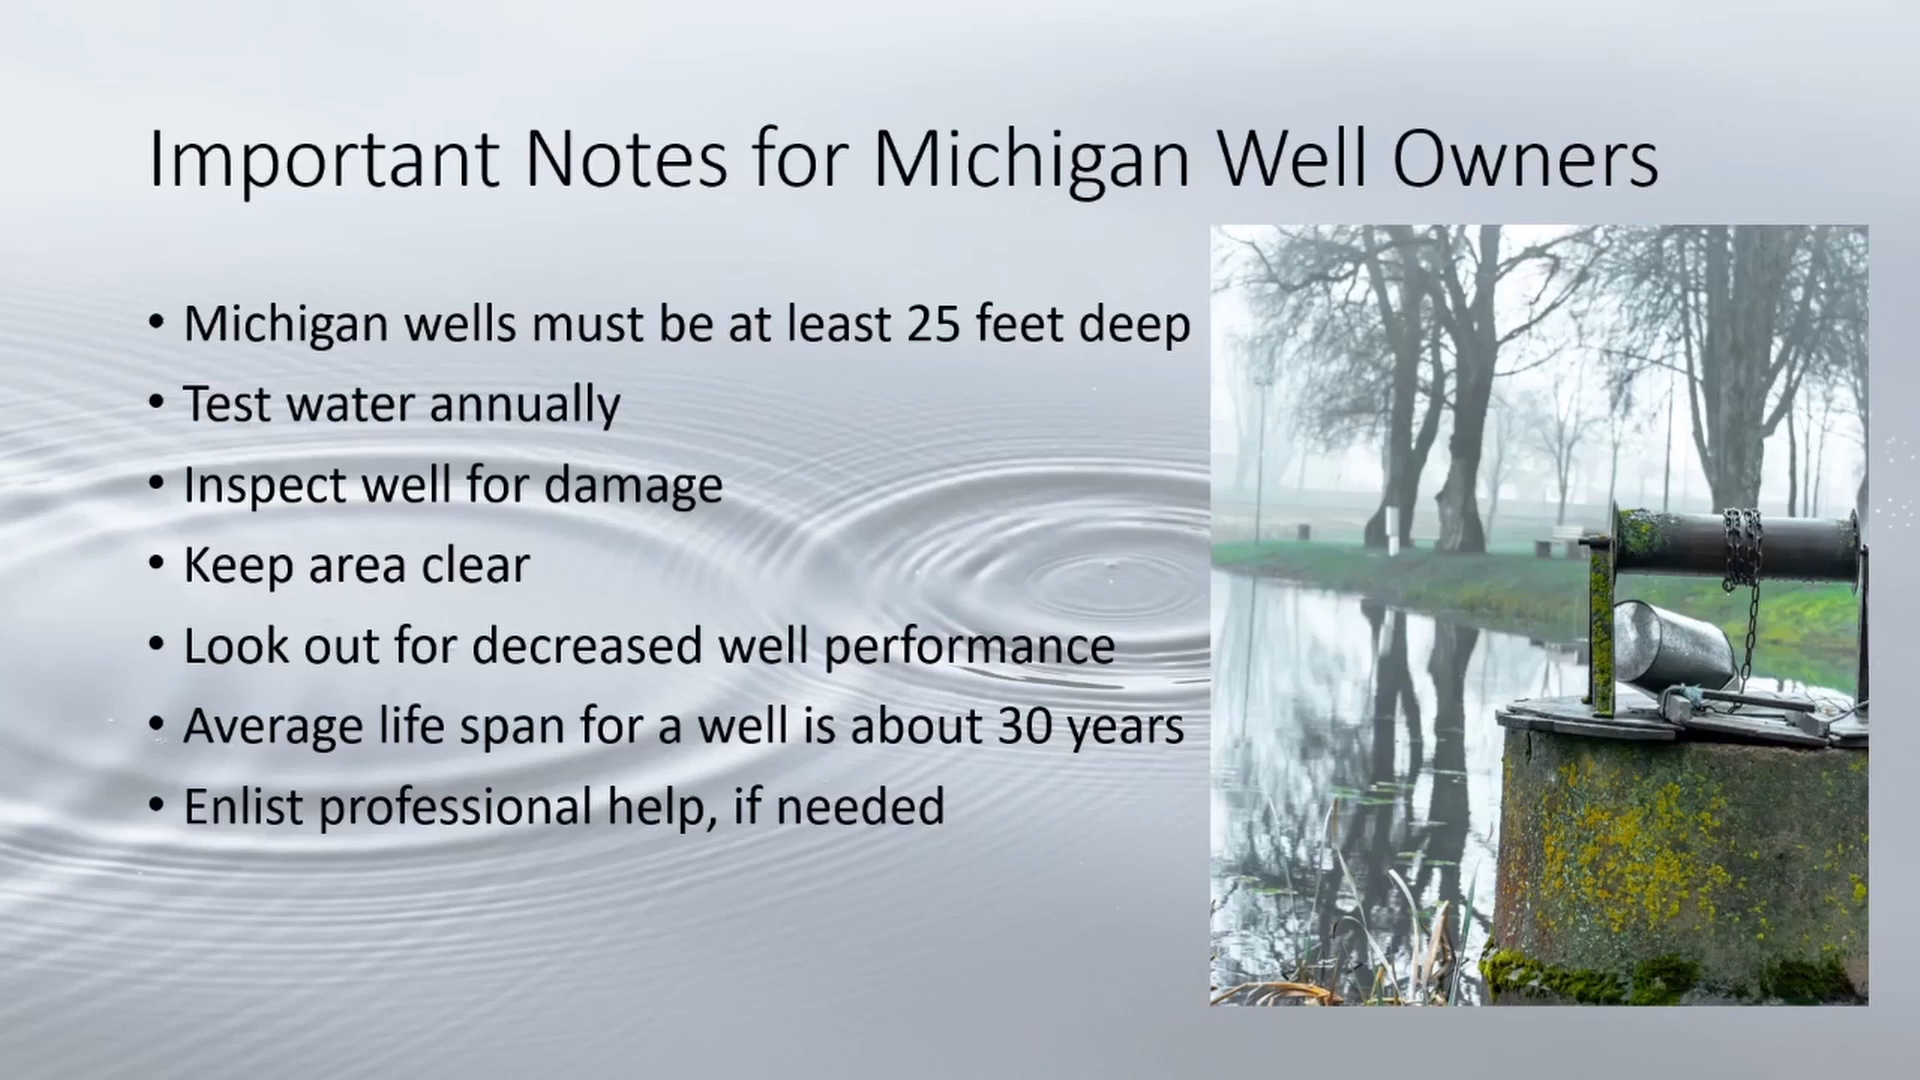 Important Notes for Michigan Well Owners
• Michigan wells must be at least 25 feet deep
• Test water annually
• Inspect well for damage
• Keep area clear
• Look out for decreased well performance
• Average life span for a well is about 30 years
• Enlist professional help, if needed